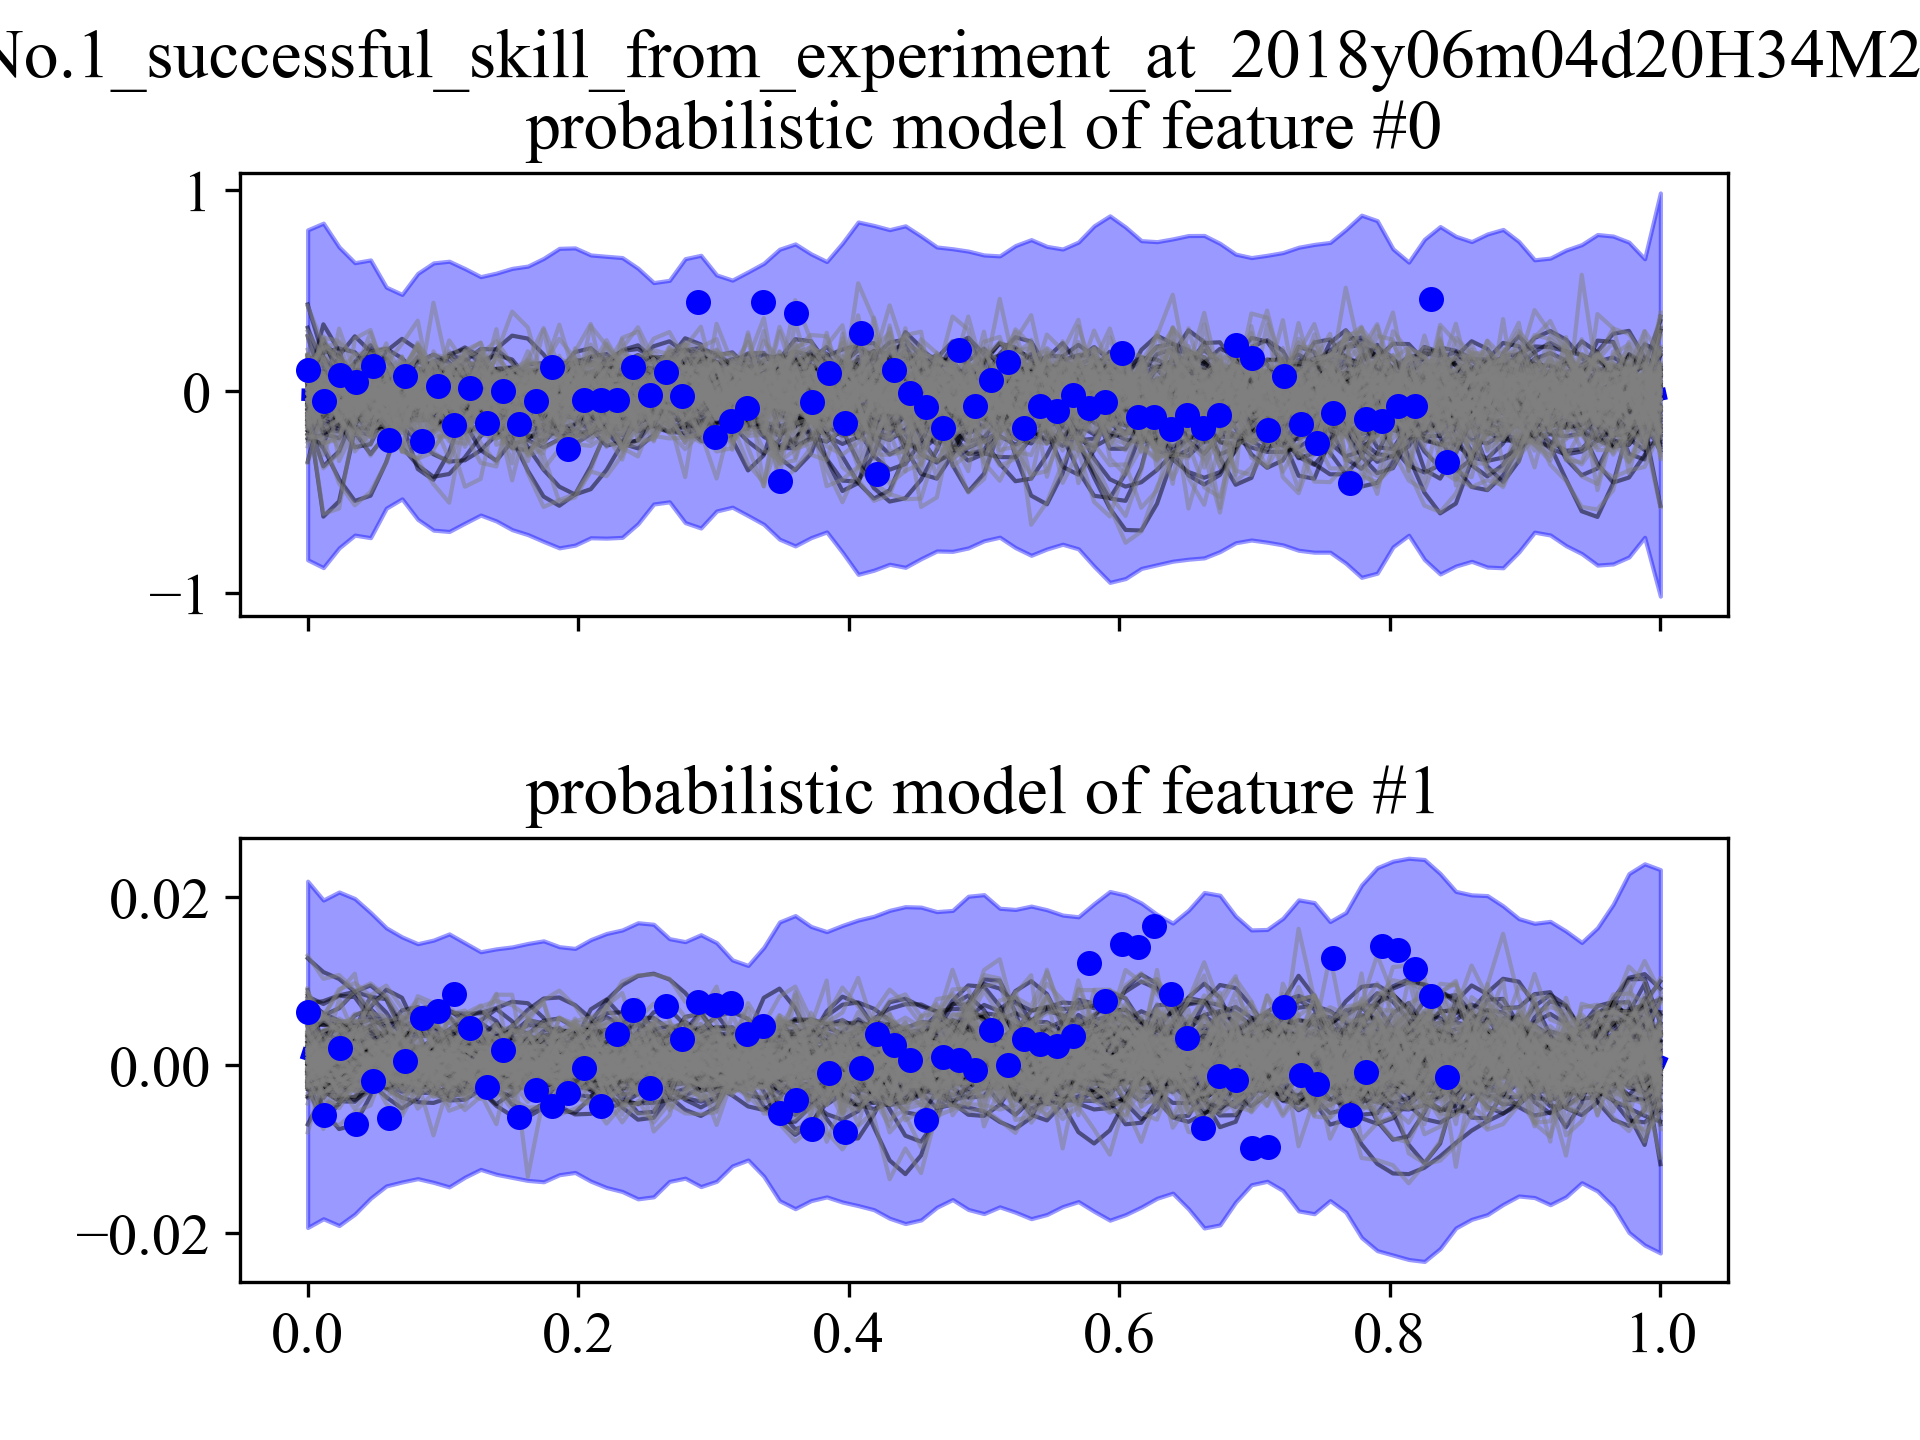 No.1_successful_skill_from_experiment_at_2018y06m04d20H34M2
probabilistic model of feature #0
1
0
−1
probabilistic model of feature #1
0.02
0.00
−0.02
0.0 0.2 0.4 0.6 0.8 1.0